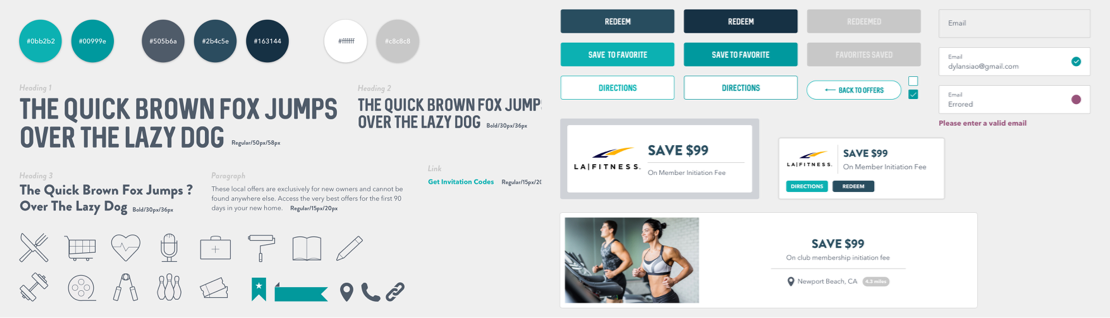 #0bb2b2
#00999e
#505b6a
#2b4c5e
#163144
#ffffff
#c8c8c8
Heading 1
THE QUICK BROWN FOX JUMPS
OVER THE LAZY DOG
Regular/50px/58px
Heading 2
THE QUICK BROWN FOX JUMP
OVER THE LAZY DOG
Bold/30px/36px
Heading 3
The Quick Brown Fox Jumps ?
Over The Lazy Dog
Bold/30px/36px
Paragraph
These local offers are exclusively for new owners and cannot be
found anywhere else. Access the very best offers for the first 90
days in your new home.
Regular/15px/20px
Link
Get Invitation Codes
Regular/15px/20
REDEEM
REDEEM
REDEEMED
SAVE TO FAVORITE
SAVE TO FAVORITE
FAVORITES SAVED
DIRECTIONS
DIRECTIONS
BACK TO OFFERS
Email
Email
dylansiao@gmail.com
Email
Errored
Please enter a valid email
LA|FITNESS.
SAVE $99
On Member Initiation Fee
LA|FITNESS.
SAVE $99
On Member Initiation Fee
DIRECTIONS
REDEEM
SAVE $99
On club membership initiation fee
Newport Beach, CA